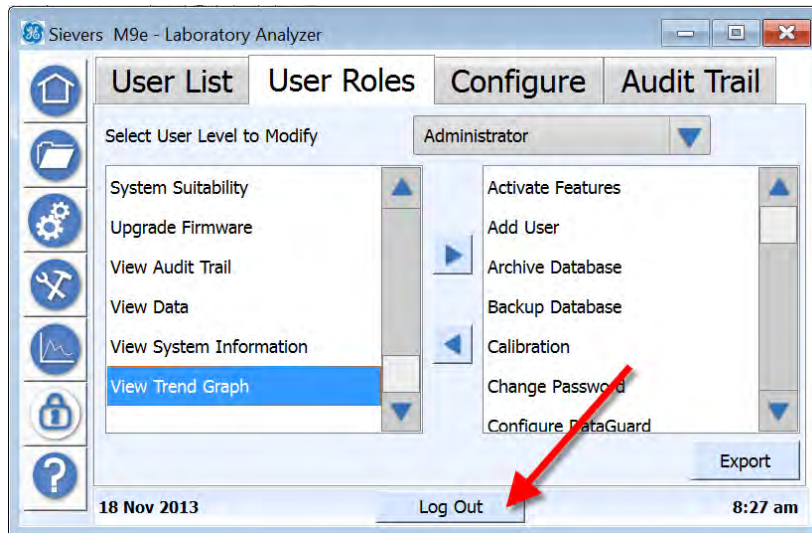 Sievers M9e - Laboratory Analyzer
User List User Roles Configure Audit Trail
Select User Level to Modify Administrator
System Suitability
Upgrade Firmware
View Audit Trail
View Data
View System Information
View Trend Graph
Activate Features
Add User
Archive Database
Backup Database
Calibration
Change Password
Configure DataGuard
Export
18 Nov 2013 Log Out 8:27 am